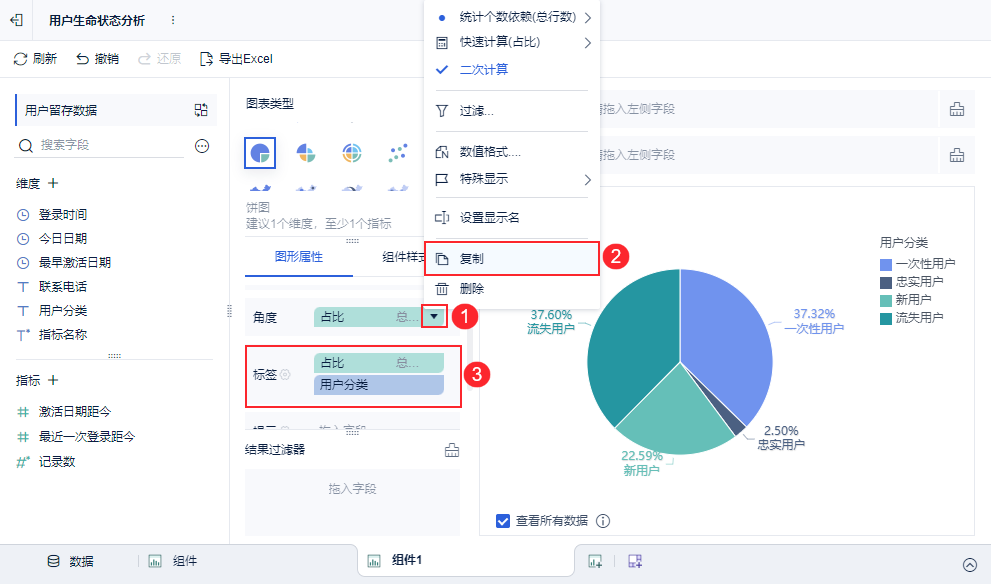 用户生命状态分析
刷新
撤销
还原
导出Excel
用户留存数据
搜索字段
维度
登录时间
今日日期
最早激活日期
联系电话
用户分类
指标名称
指标
激活日期距今
最近一次登录距今
记录数
图表类型
饼图
建议1个维度，至少1个指标
图形属性
组件样式
角度
占比
总...
1
标签
占比
总...
用户分类
3
拖入字段
结果过滤器
拖入字段
统计个数依赖(总行数)
快速计算(占比)
二次计算
过滤...
数值格式....
特殊显示
设置显示名
复制
2
删除
拖入左侧字段
拖入左侧字段
用户分类
一次性用户
忠实用户
新用户
流失用户
37.60%
流失用户
37.32%
一次性用户
2.50%
忠实用户
22.59%
新用户
查看所有数据
数据
组件
组件1